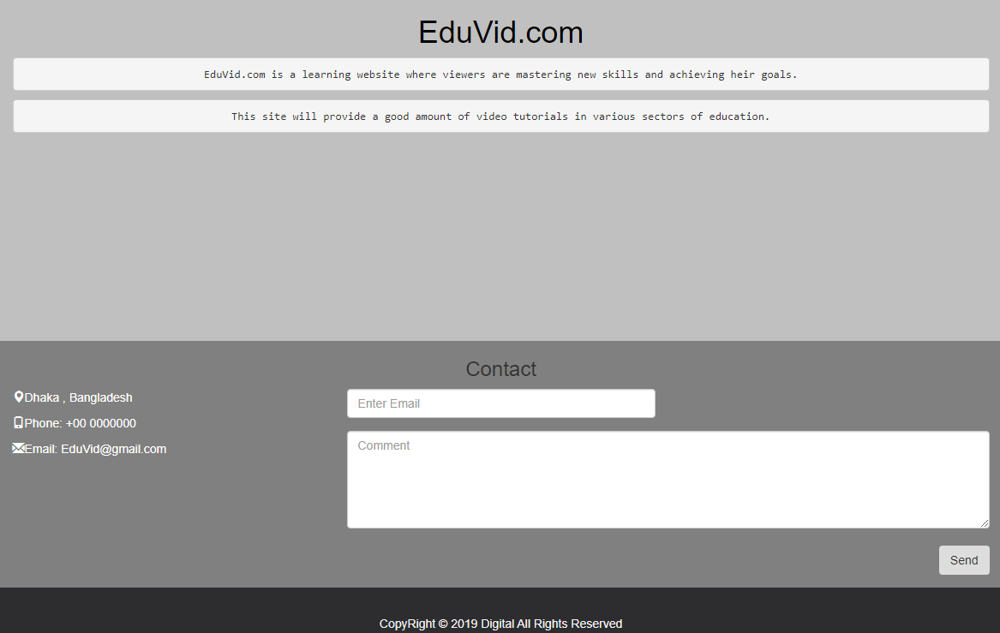 EduVid.com
EduVid.com is a learning website where viewers are mastering new skills and achieving heir goals.
This site will provide a good amount of video tutorials in various sectors of education.
Contact
Dhaka , Bangladesh
Phone: +00 0000000
Email: EduVid@gmail.com
Enter Email
Comment
Send
CopyRight © 2019 Digital All Rights Reserved